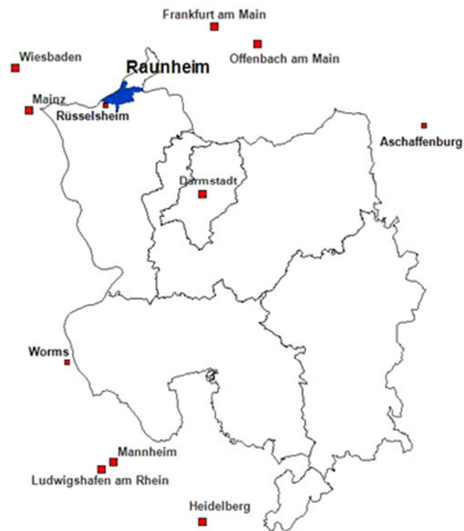 Frankfurt am Main
Offenbach am Main
Wiesbaden
Raunheim
Mainz
Rüsselsheim
Aschaffenburg
Darmstadt
Worms
Mannheim
Ludwigshafen am Rhein
Heidelberg